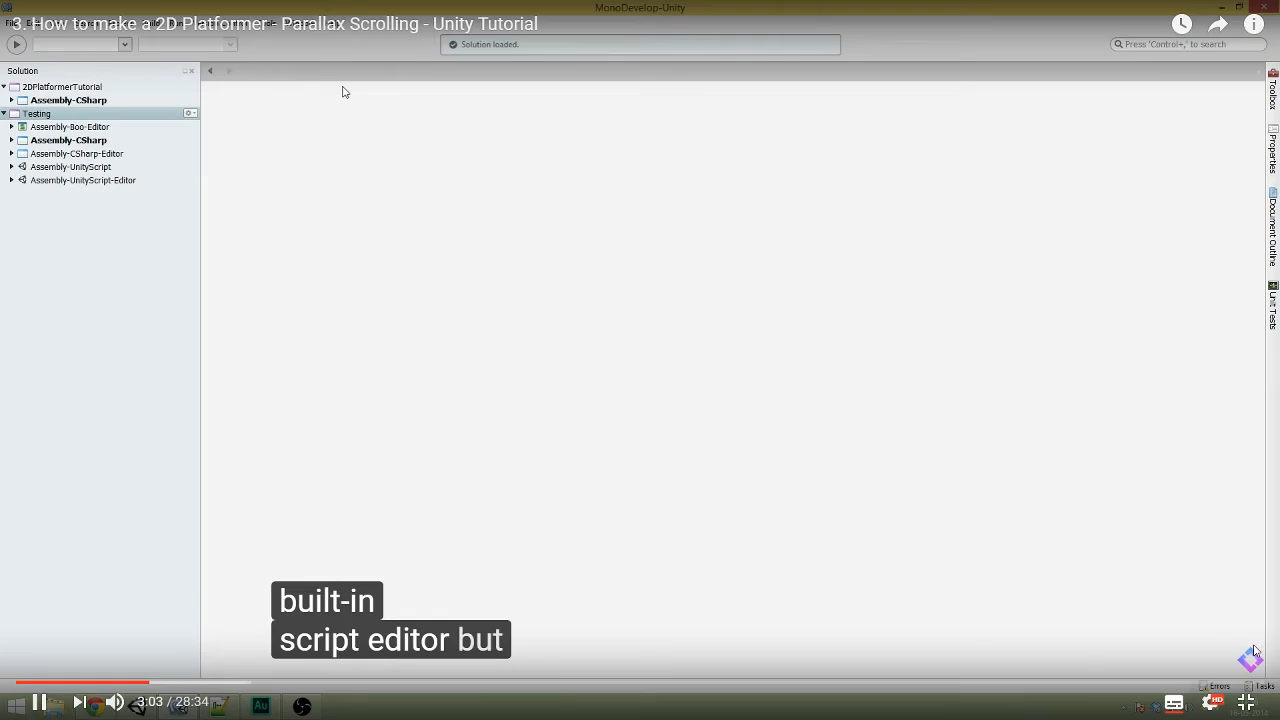 MonoDevelop-Unity
3. How to make a 2D Platformer - Parallax Scrolling - Unity Tutorial
Solution loaded.
Press 'Control+,' to search
Solution
2DPlatformerTutorial
Assembly-CSharp
Testing
Assembly-Boo-Editor
Assembly-CSharp
Assembly-CSharp-Editor
Assembly-UnityScript
Assembly-UnityScript-Editor
Toolbox
Properties
Document Outline
Unit Tests
built-in
script editor but
Errors
Tasks
3:03 / 28:34
Au
HD